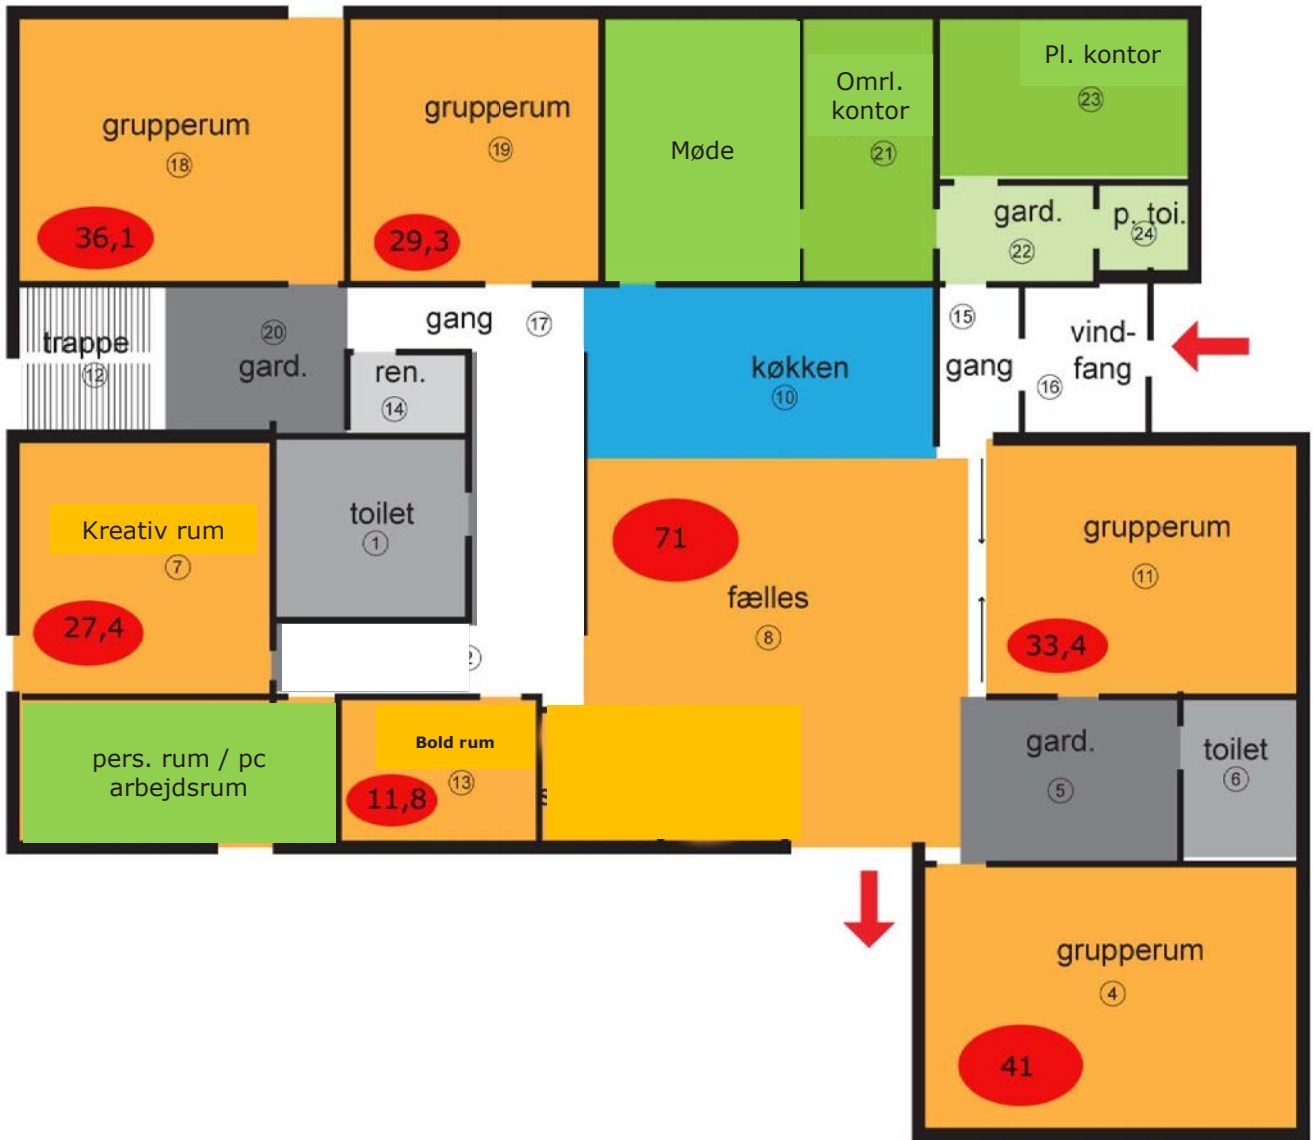 grupperum
18
36,1
grupperum
19
29,3
Møde
Omrl.
kontor
21
Pl. kontor
23
gard.
22
p. toi.
24
trappe
12
20
gard.
gang
17
ren.
14
køkken
10
15
gang
vind-
fang
16
Kreativ rum
7
27,4
toilet
1
2
71
fælles
8
grupperum
11
33,4
pers. rum / pc
arbejdsrum
Bold rum
13
11,8
gard.
5
toilet
6
grupperum
4
41